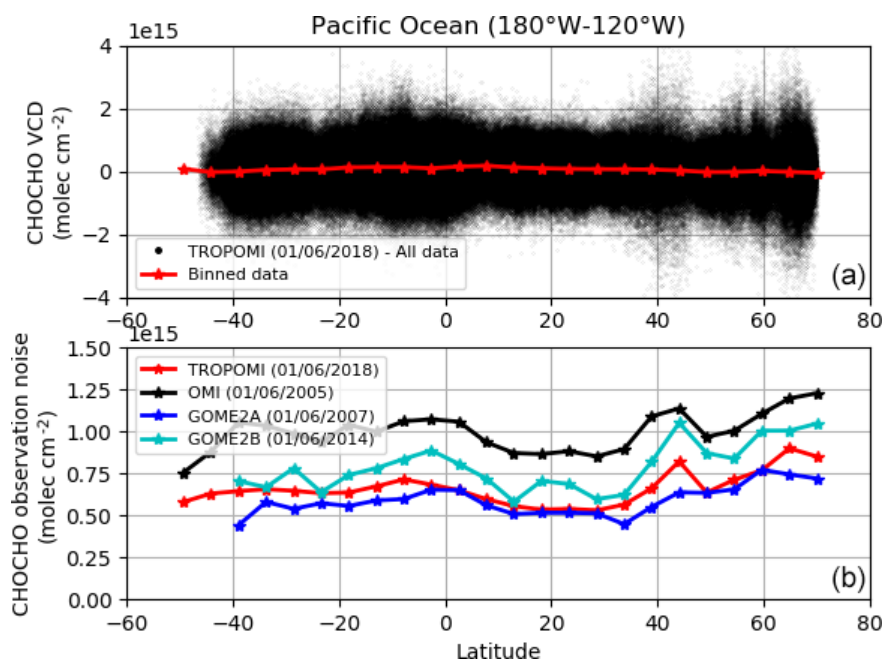 Pacific Ocean (180°W-120°W)
1e15
4
2
0
−2
−4
CHOCHO VCD
(molec cm⁻²)
TROPOMI (01/06/2018) - All data
Binned data
(a)
−60 −40 −20 0 20 40 60 80
1e15
1.50
1.25
1.00
0.75
0.50
0.25
0.00
CHOCHO observation noise
(molec cm⁻²)
TROPOMI (01/06/2018)
OMI (01/06/2005)
GOME2A (01/06/2007)
GOME2B (01/06/2014)
(b)
−60 −40 −20 0 20 40 60 80
Latitude